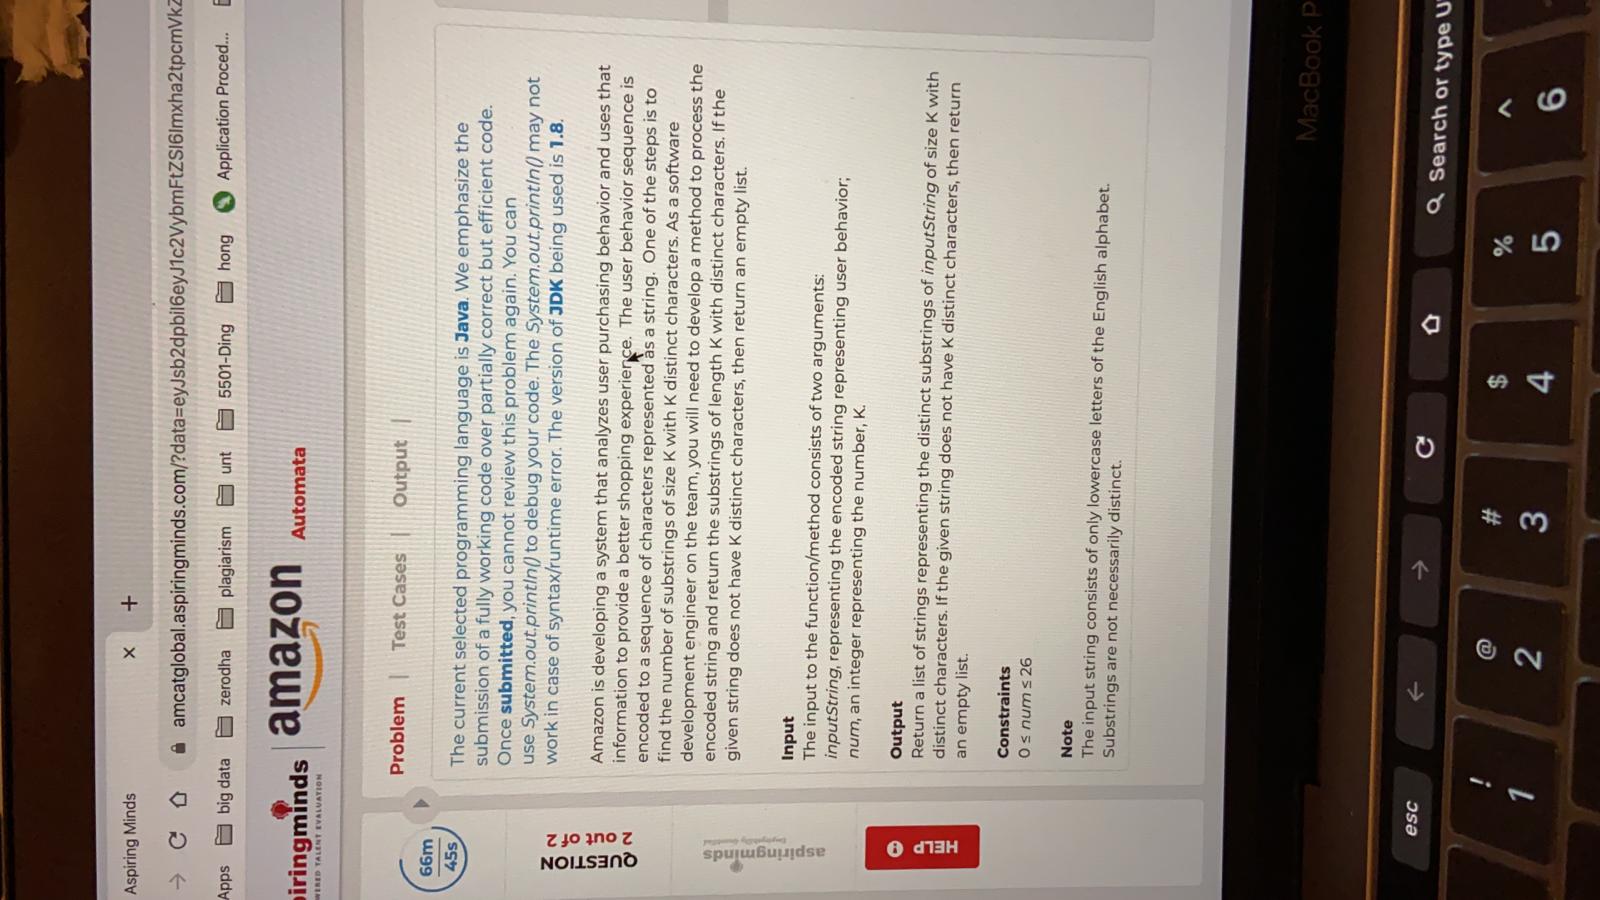 Aspiring Minds × +
amcatglobal.aspiringminds.com/?data=eyJsb2dpbiI6eyJ1c2VybmFtZSI6Imxha2tpcmVkZ
Apps big data zerodha plagiarism unt 5501-Ding hong Application Proced...
amazon Automata
66m
45s
QUESTION
2 out of 2
aspiringminds
HELP
Problem | Test Cases | Output |
The current selected programming language is Java. We emphasize the
submission of a fully working code over partially correct but efficient code.
Once submitted, you cannot review this problem again. You can
use System.out.println() to debug your code. The System.out.println() may not
work in case of syntax/runtime error. The version of JDK being used is 1.8.
Amazon is developing a system that analyzes user purchasing behavior and uses that
information to provide a better shopping experience. The user behavior sequence is
encoded to a sequence of characters represented as a string. One of the steps is to
find the number of substrings of size K with K distinct characters. As a software
development engineer on the team, you will need to develop a method to process the
encoded string and return the substrings of length K with distinct characters. If the
given string does not have K distinct characters, then return an empty list.
Input
The input to the function/method consists of two arguments:
inputString, representing the encoded string representing user behavior;
num, an integer representing the number, K.
Output
Return a list of strings representing the distinct substrings of inputString of size K with
distinct characters. If the given string does not have K distinct characters, then return
an empty list.
Constraints
0 ≤ num ≤ 26
Note
The input string consists of only lowercase letters of the English alphabet.
Substrings are not necessarily distinct.
MacBook P
esc Search or type U
! @ # $ % ^
1 2 3 4 5 6